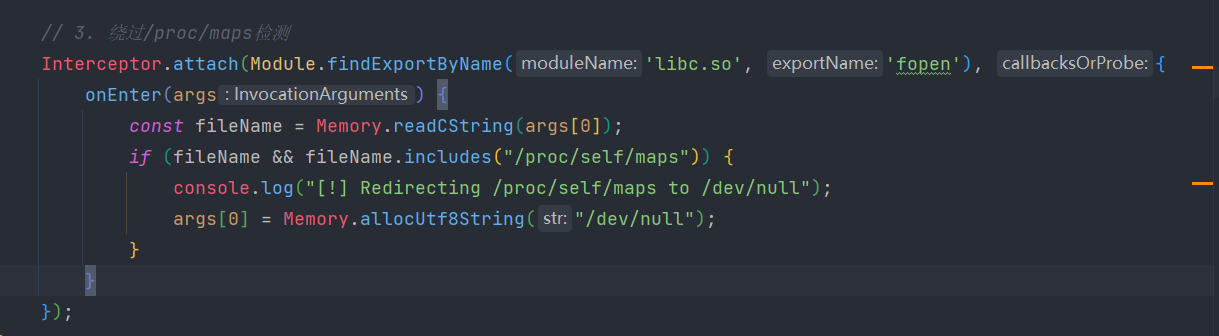 // 3. 绕过/proc/maps检测
Interceptor.attach(Module.findExportByName( moduleName: 'libc.so', exportName: 'fopen'), callbacksOrProbe: {
onEnter(args : InvocationArguments ) {
const fileName = Memory.readCString(args[0]);
if (fileName && fileName.includes("/proc/self/maps")) {
console.log("[!] Redirecting /proc/self/maps to /dev/null");
args[0] = Memory.allocUtf8String( str: "/dev/null");
}
}
});